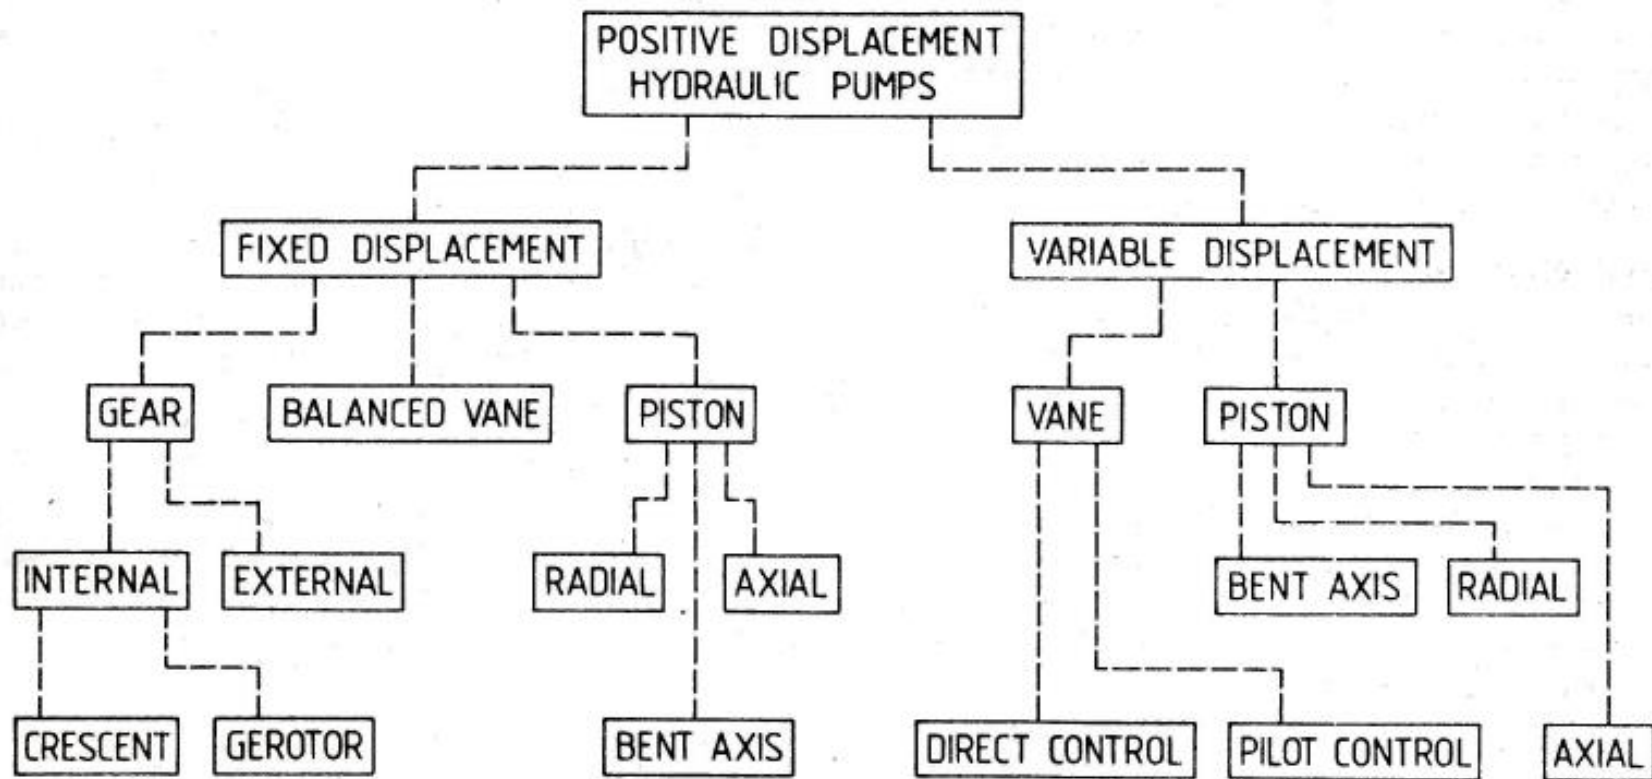 POSITIVE DISPLACEMENT
HYDRAULIC PUMPS
FIXED DISPLACEMENT
VARIABLE DISPLACEMENT
GEAR
BALANCED VANE
PISTON
VANE
PISTON
INTERNAL
EXTERNAL
RADIAL
AXIAL
BENT AXIS
RADIAL
CRESCENT
GEROTOR
BENT AXIS
DIRECT CONTROL
PILOT CONTROL
AXIAL